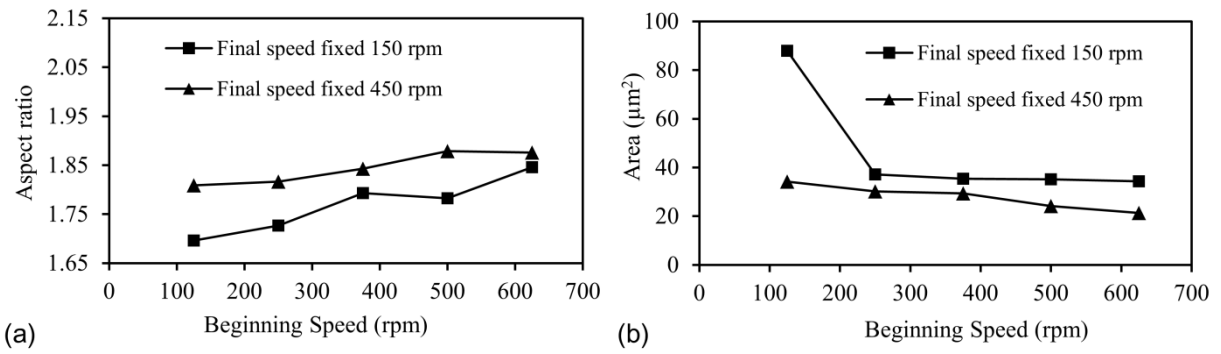 2.15
2.05
1.95
1.85
1.75
1.65
Aspect ratio
Final speed fixed 150 rpm
Final speed fixed 450 rpm
0 100 200 300 400 500 600 700
Beginning Speed (rpm)
(a)
100
80
60
40
20
0
Area (μm²)
Final speed fixed 150 rpm
Final speed fixed 450 rpm
0 100 200 300 400 500 600 700
Beginning Speed (rpm)
(b)